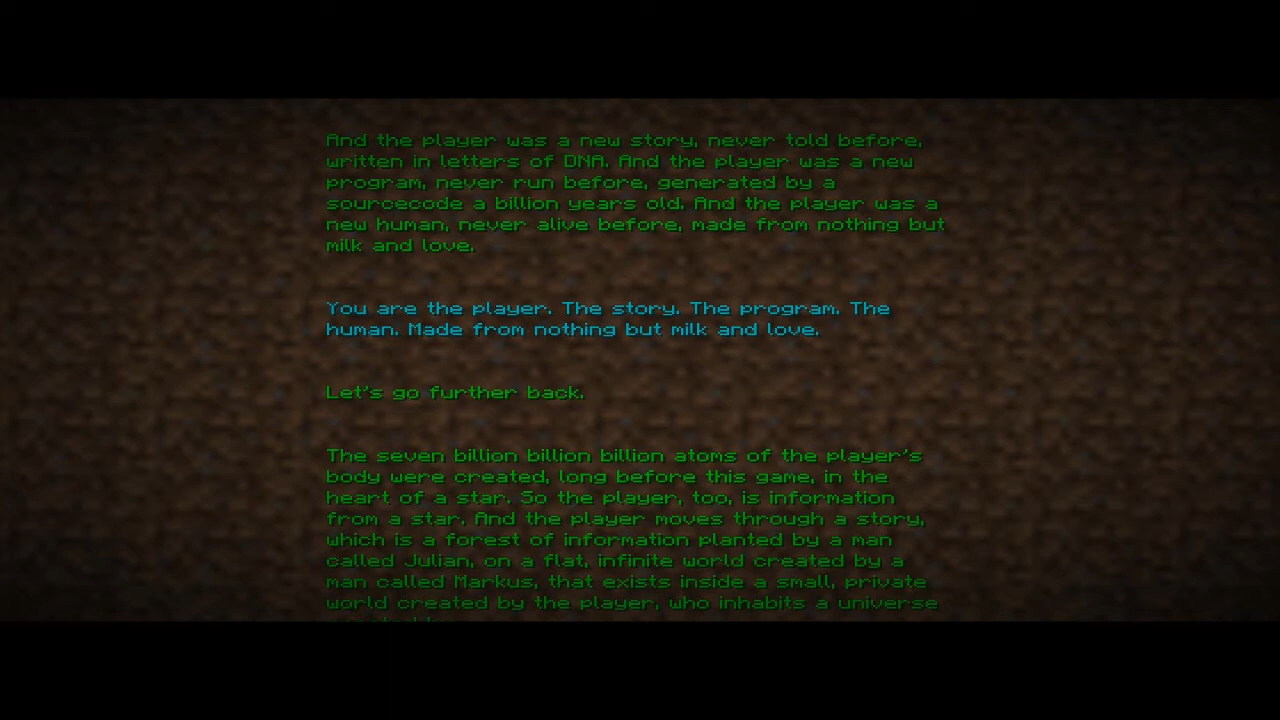 And the player was a new story, never told before,
written in letters of DNA. And the player was a new
program, never run before, generated by a
sourcecode a billion years old. And the player was a
new human, never alive before, made from nothing but
milk and love.
You are the player. The story. The program. The
human. Made from nothing but milk and love.
Let's go further back.
The seven billion billion billion atoms of the player's
body were created, long before this game, in the
heart of a star. So the player, too, is information
from a star. And the player moves through a story,
which is a forest of information planted by a man
called Julian, on a flat, infinite world created by a
man called Markus, that exists inside a small, private
world created by the player, who inhabits a universe